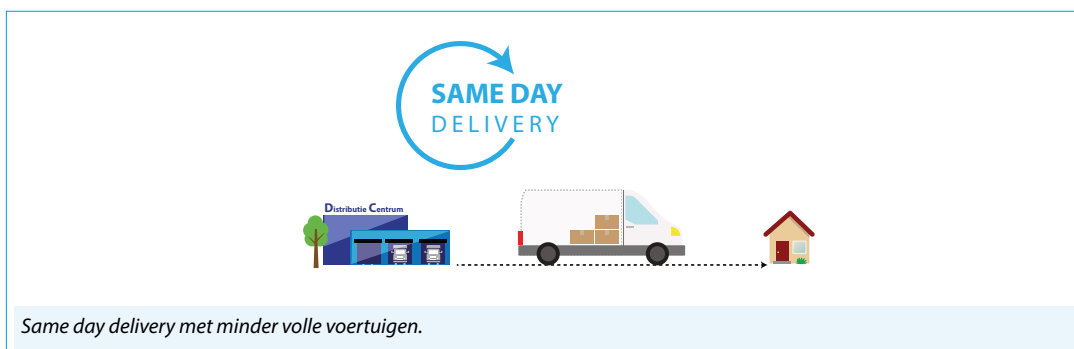 SAME DAY
DELIVERY
Distributie Centrum
Same day delivery met minder volle voertuigen.